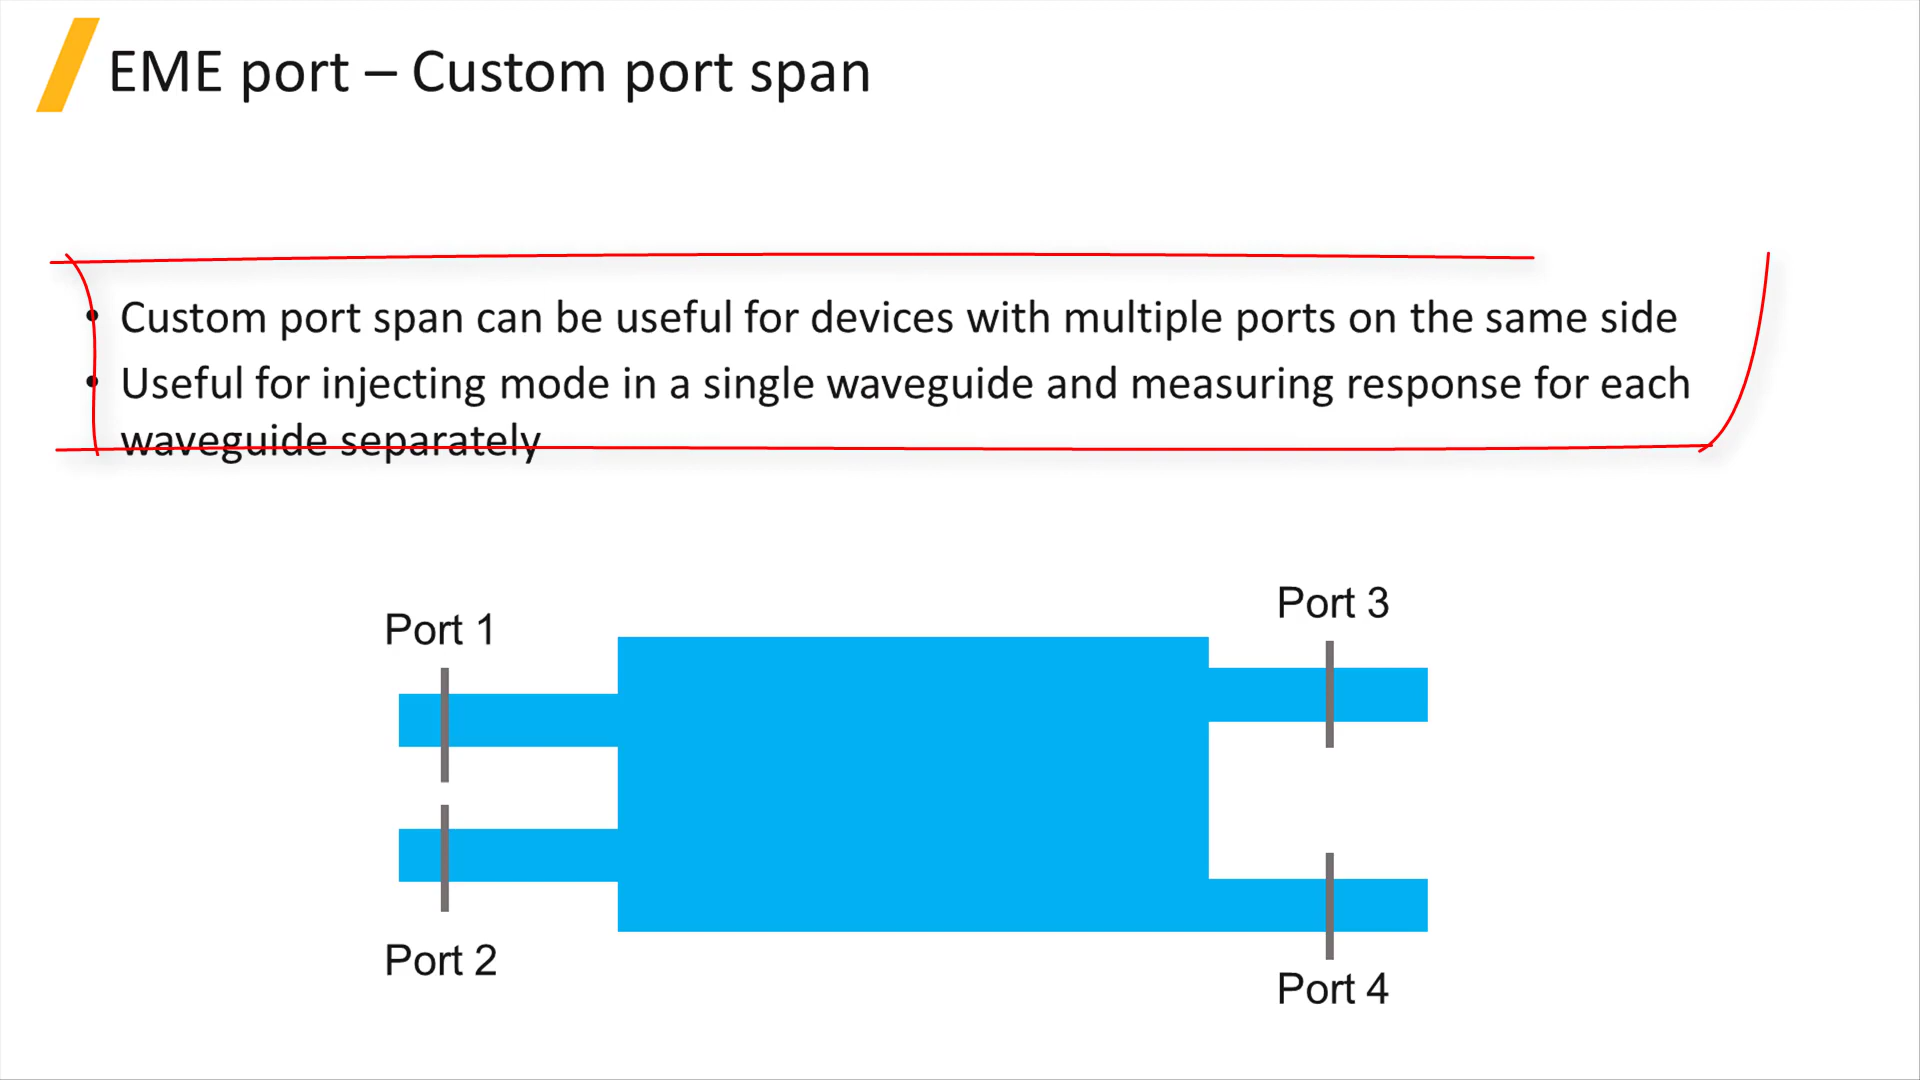 EME port – Custom port span
• Custom port span can be useful for devices with multiple ports on the same side
• Useful for injecting mode in a single waveguide and measuring response for each
waveguide separately
Port 1
Port 3
Port 2
Port 4